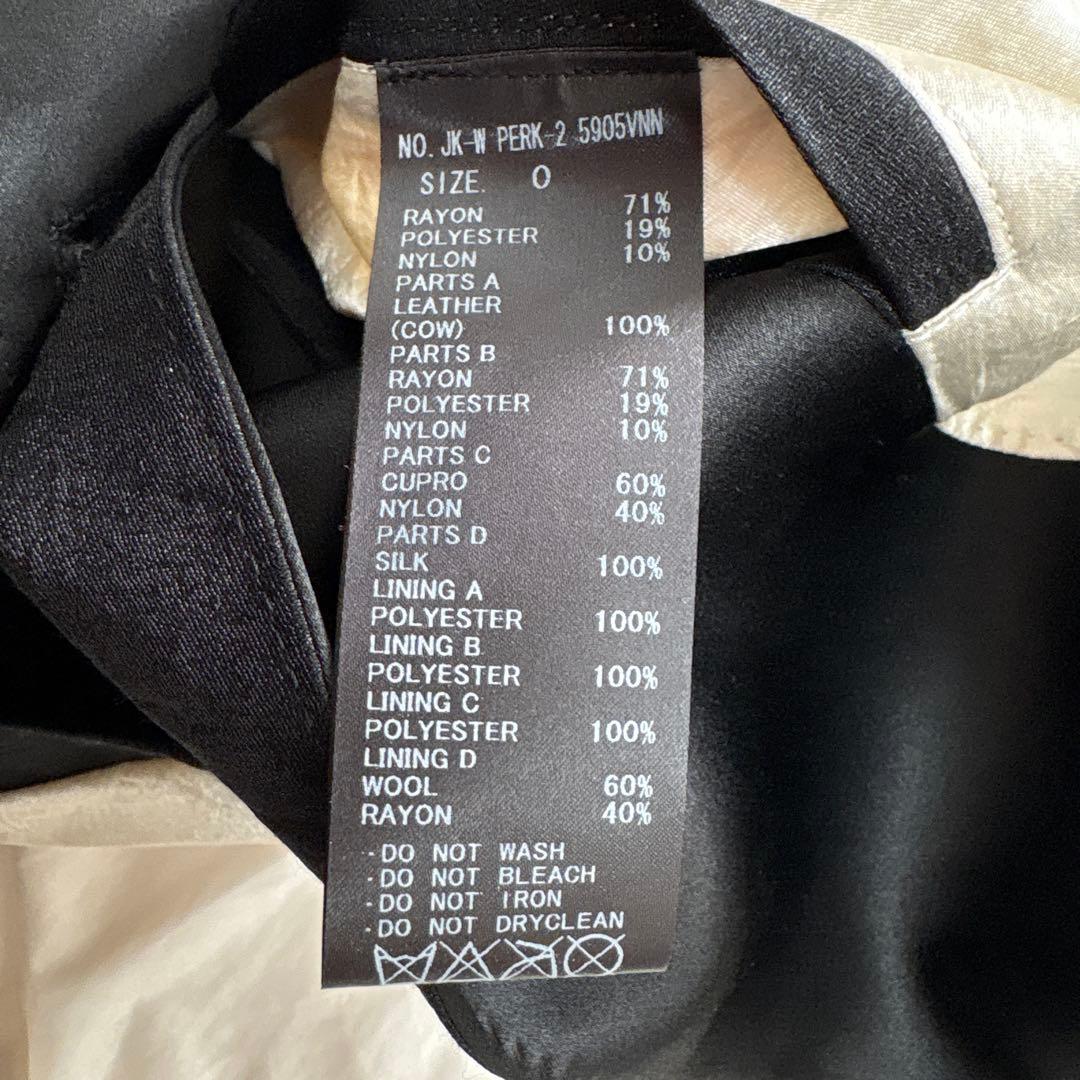 NO. JK-W PERK-2 5905VNN
SIZE. 0
RAYON 71%
POLYESTER 19%
NYLON 10%
PARTS A
LEATHER
(COW) 100%
PARTS B
RAYON 71%
POLYESTER 19%
NYLON 10%
PARTS C
CUPRO 60%
NYLON 40%
PARTS D
SILK 100%
LINING A
POLYESTER 100%
LINING B
POLYESTER 100%
LINING C
POLYESTER 100%
LINING D
WOOL 60%
RAYON 40%
·DO NOT WASH
·DO NOT BLEACH
·DO NOT IRON
·DO NOT DRYCLEAN